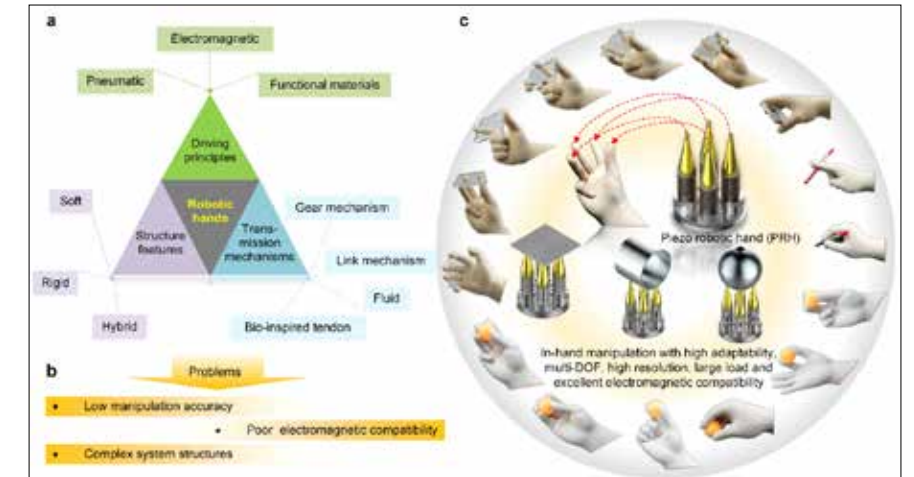 a
Electromagnetic
Pneumatic
Functional materials
Driving
principles
Robotic
hands
Structure
features
Trans-
mission
mechanisms
Soft
Rigid
Hybrid
Gear mechanism
Link mechanism
Fluid
Bio-inspired tendon
b
Problems
• Low manipulation accuracy
• Poor electromagnetic compatibility
• Complex system structures
c
Piezo robotic hand (PRH)
In-hand manipulation with high adaptability,
multi-DOF, high resolution, large load and
excellent electromagnetic compatibility